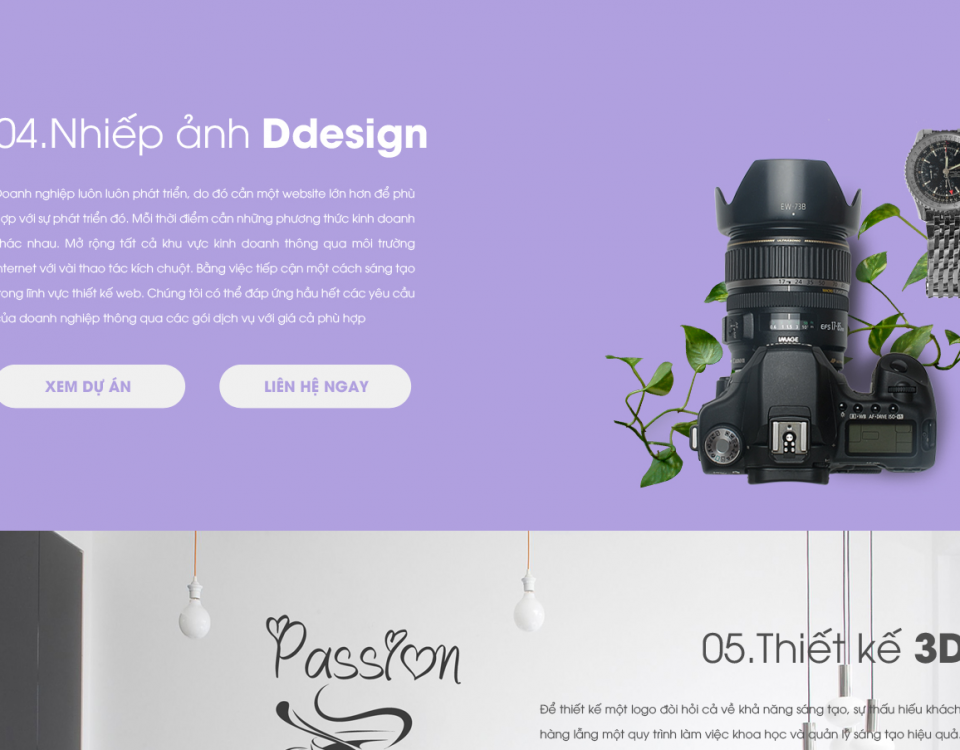 04.Nhiếp ảnh Ddesign
Doanh nghiệp luôn luôn phát triển, do đó cần một website lớn hơn để phù
hợp với sự phát triển đó. Mỗi thời điểm cần những phương thức kinh doanh
khác nhau. Mở rộng tất cả khu vực kinh doanh thông qua môi trường
internet với vài thao tác kích chuột. Bằng việc tiếp cận một cách sáng tạo
trong lĩnh vực thiết kế web. Chúng tôi có thể đáp ứng hầu hết các yêu cầu
của doanh nghiệp thông qua các gói dịch vụ với giá cả phù hợp
XEM DỰ ÁN
LIÊN HỆ NGAY
EW-73B
IMAGE
Passion
05.Thiết kế 3D
Để thiết kế một logo đòi hỏi cả về khả năng sáng tạo, sự thấu hiểu khách
hàng lẫng một quy trình làm việc khoa học và quản lý sáng tạo hiệu quả.